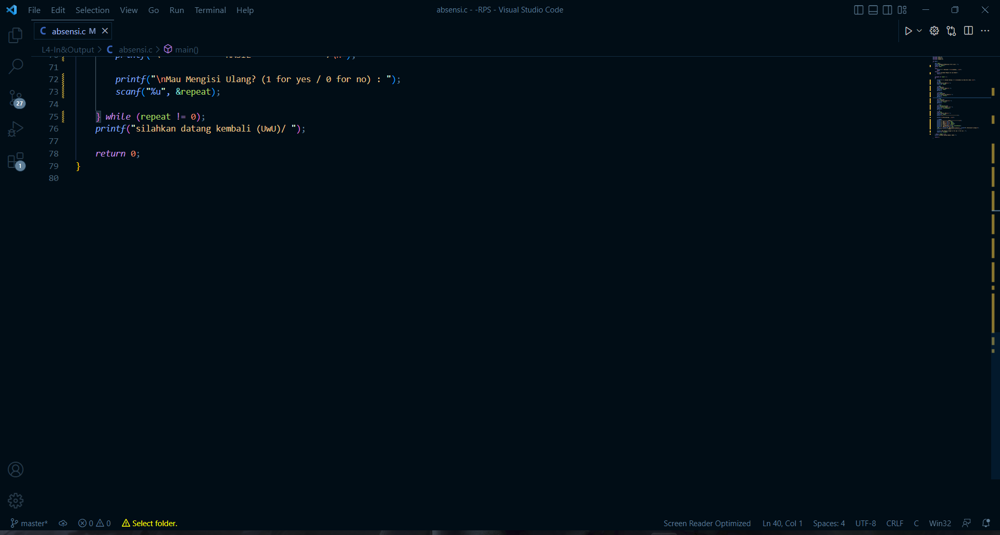 File Edit Selection View Go Run Terminal Help
absensi.c - -RPS - Visual Studio Code
C absensi.c M
L4-In&Output > C absensi.c > main()
71
72 printf("\nMau Mengisi Ulang? (1 for yes / 0 for no) : ");
73 scanf("%u", &repeat);
74
75 } while (repeat != 0);
76 printf("silahkan datang kembali (UwU)/ ");
77
78 return 0;
79 }
80
27
1
master* 0 0 Select folder.
Screen Reader Optimized Ln 40, Col 1 Spaces: 4 UTF-8 CRLF C Win32